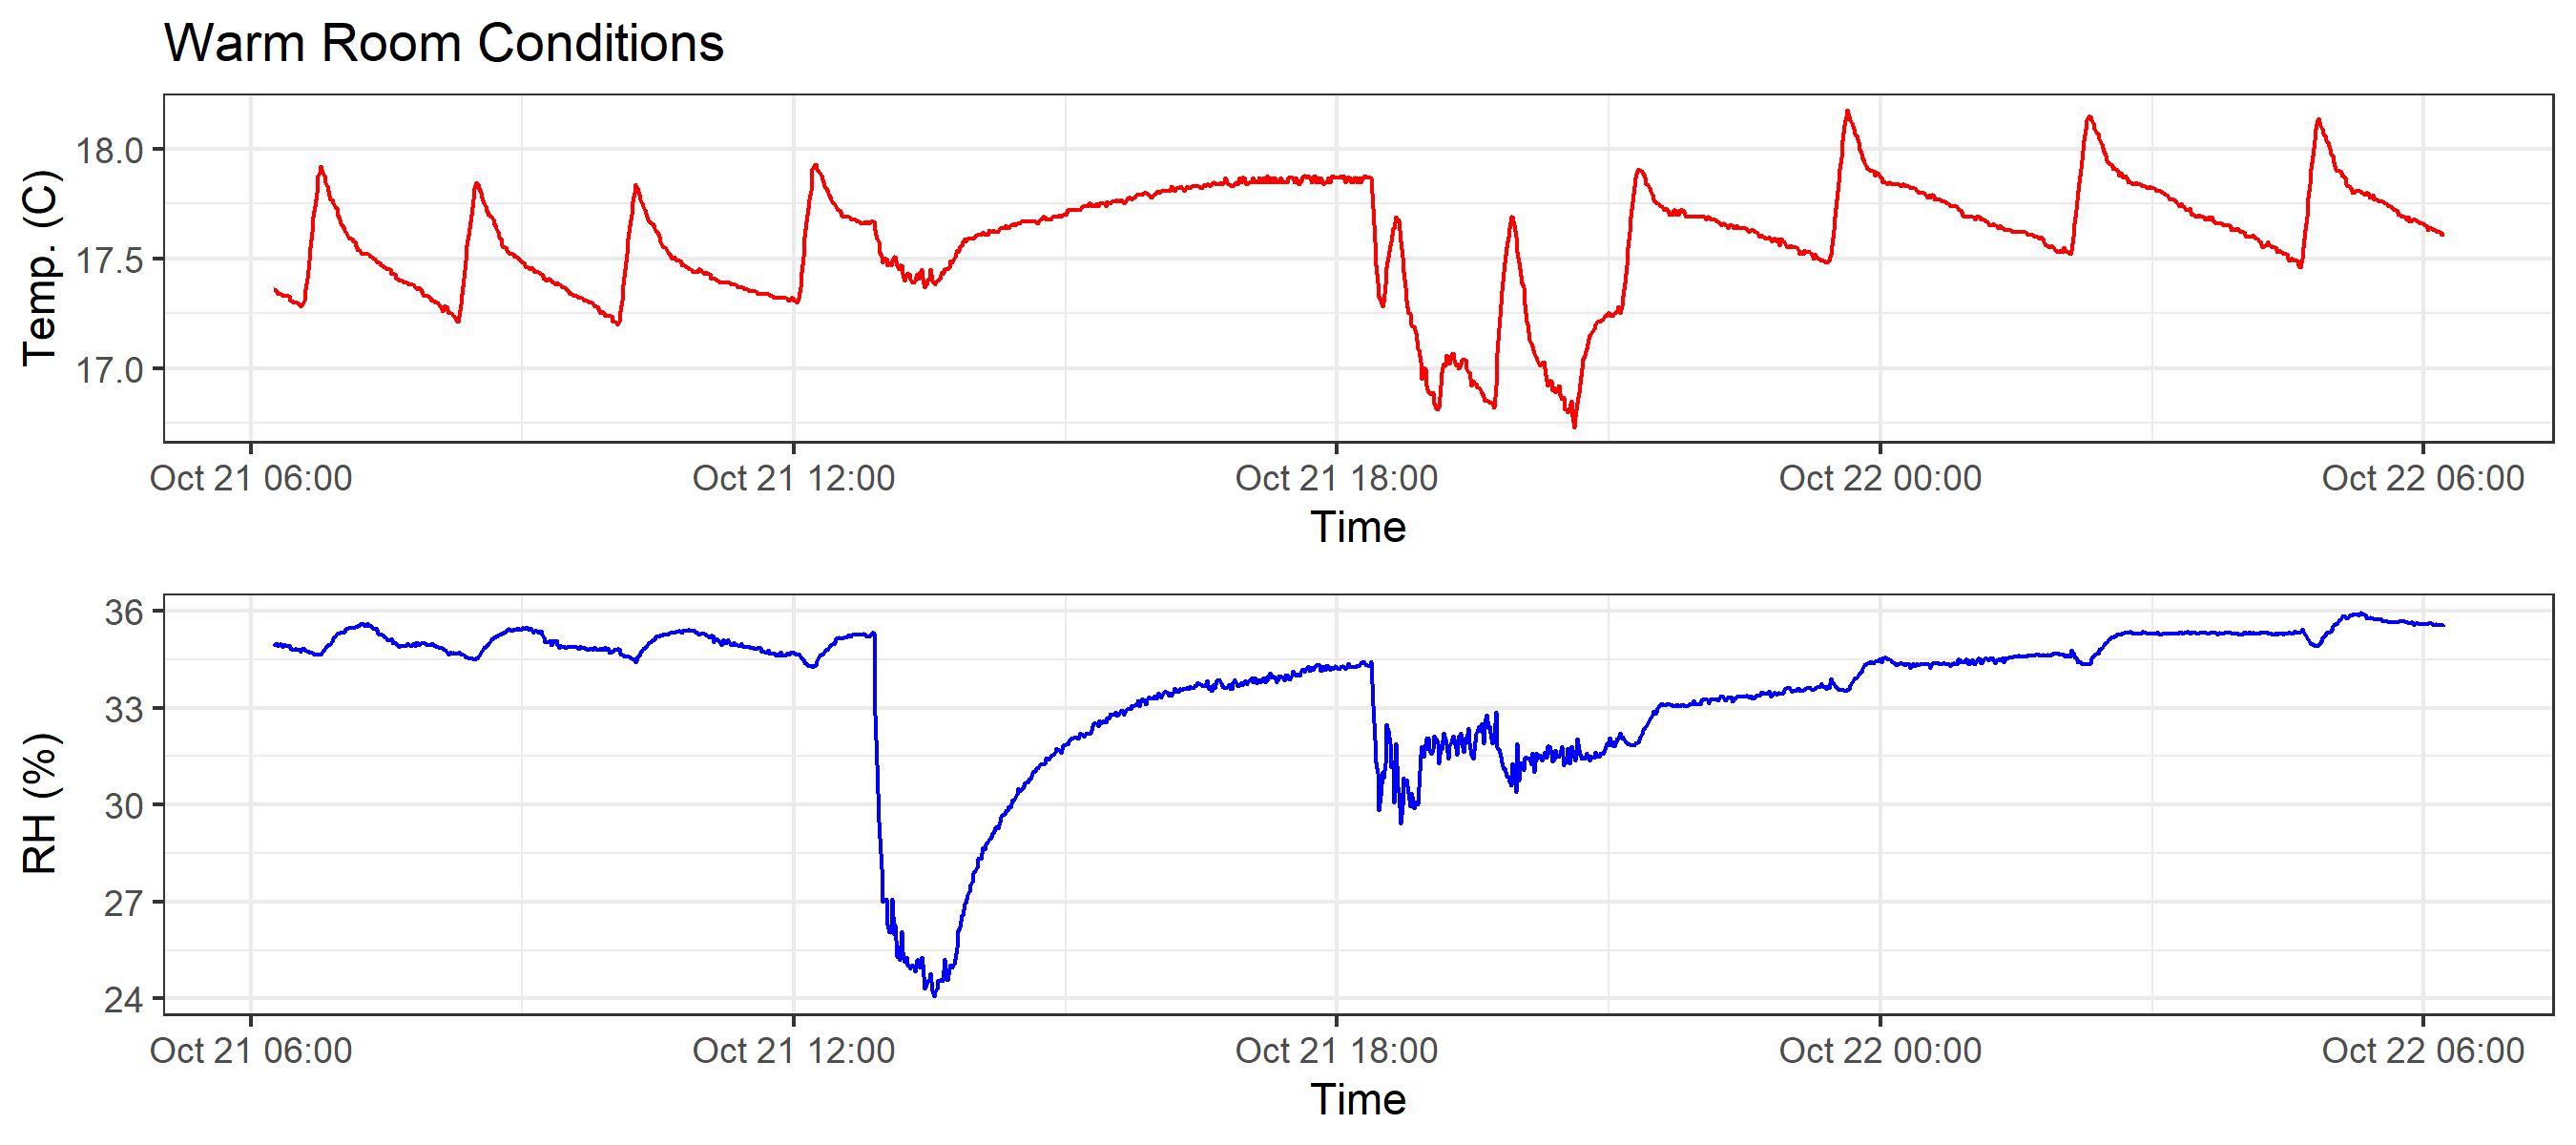 Warm Room Conditions
Temp. (C)
18.0
17.5
17.0
Oct 21 06:00 Oct 21 12:00 Oct 21 18:00 Oct 22 00:00 Oct 22 06:00
Time
RH (%)
36
33
30
27
24
Oct 21 06:00 Oct 21 12:00 Oct 21 18:00 Oct 22 00:00 Oct 22 06:00
Time